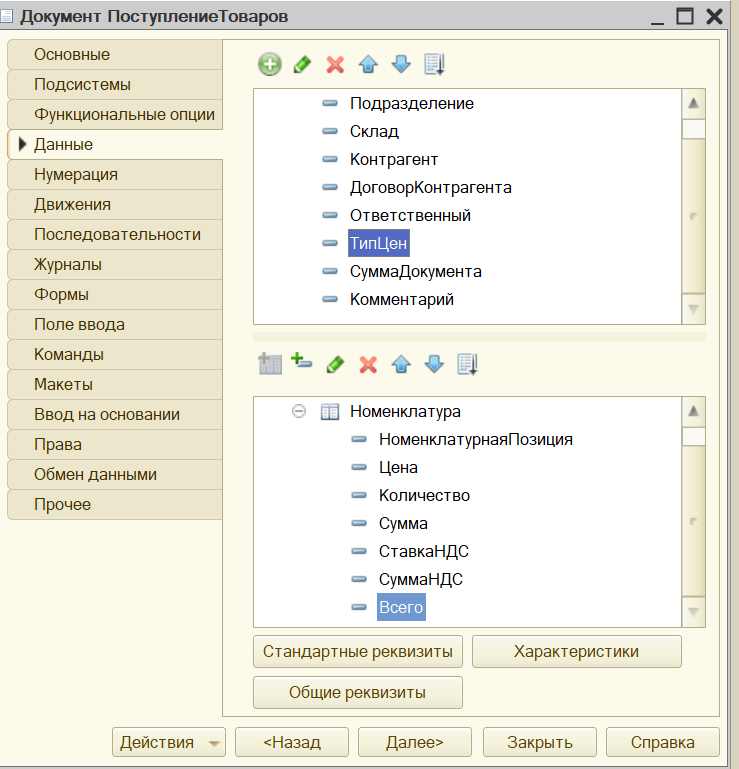 Документ ПоступлениеТоваров
Основные
Подсистемы
Функциональные опции
Данные
Нумерация
Движения
Последовательности
Журналы
Формы
Поле ввода
Команды
Макеты
Ввод на основании
Права
Обмен данными
Прочее
Подразделение
Склад
Контрагент
ДоговорКонтрагента
Ответственный
ТипЦен
СуммаДокумента
Комментарий
Номенклатура
НоменклатурнаяПозиция
Цена
Количество
Сумма
СтавкаНДС
СуммаНДС
Всего
Стандартные реквизиты
Характеристики
Общие реквизиты
Действия
<Назад
Далее>
Закрыть
Справка